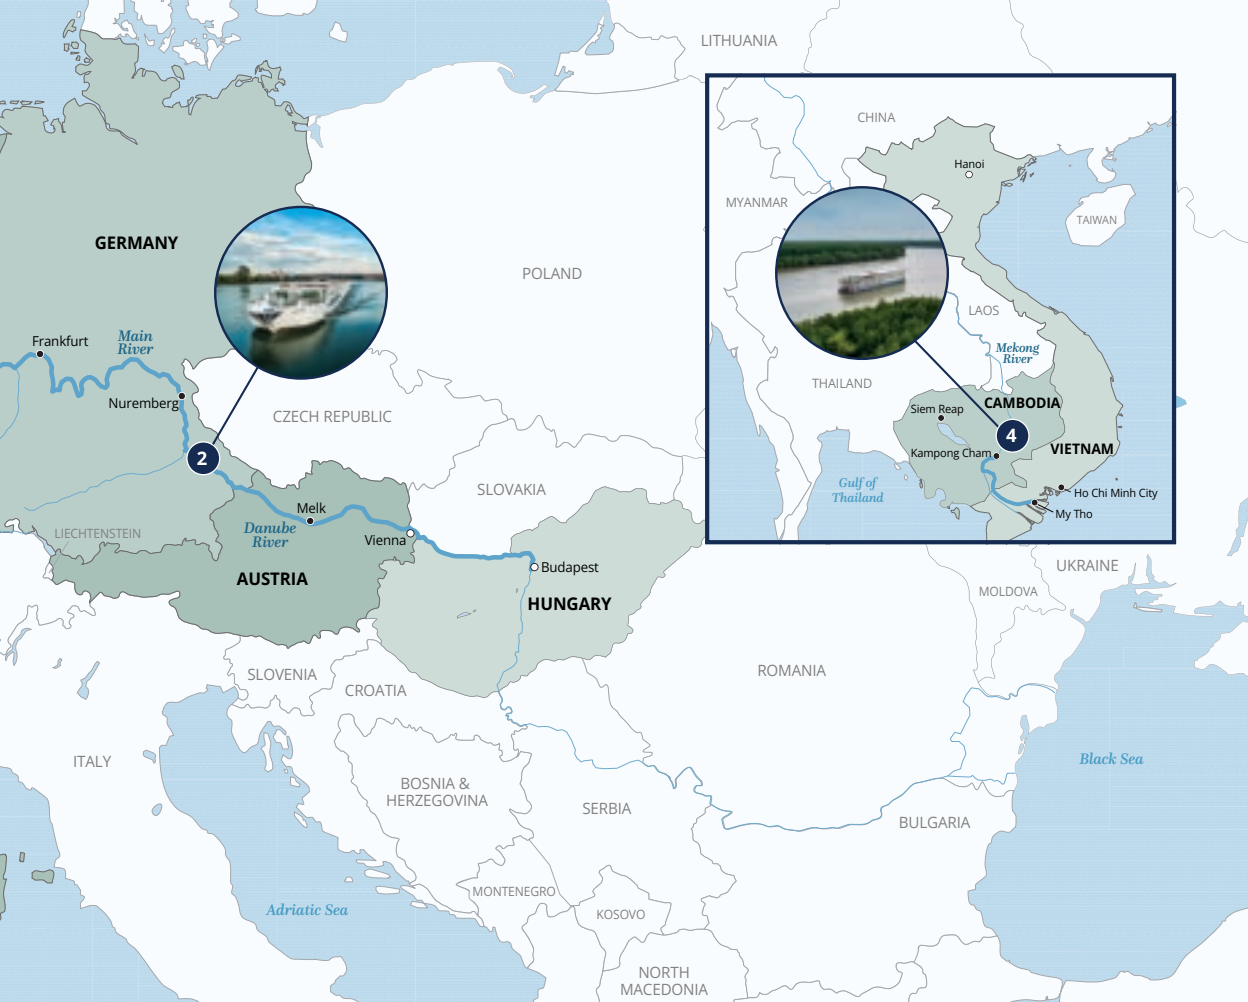 LITHUANIA
CHINA
Hanoi
MYANMAR
TAIWAN
GERMANY
POLAND
LAOS
Main
River
Frankfurt
Mekong
River
THAILAND
Nuremberg
CZECH REPUBLIC
Siem Reap
CAMBODIA
4
Kampong Cham
VIETNAM
2
Gulf of
Thailand
Ho Chi Minh City
My Tho
SLOVAKIA
Melk
LIECHTENSTEIN
Danube
River
Vienna
Budapest
AUSTRIA
HUNGARY
UKRAINE
MOLDOVA
SLOVENIA
CROATIA
ROMANIA
ITALY
Black Sea
BOSNIA &
HERZEGOVINA
SERBIA
BULGARIA
MONTENEGRO
Adriatic Sea
KOSOVO
NORTH
MACEDONIA